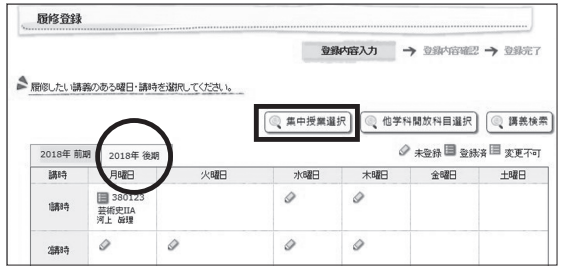 履修登録
登録内容入力 → 登録内容確認 → 登録完了
履修したい講義のある曜日・講時を選択してください。
集中授業選択 他学科開放科目選択 講義検索
2018年 前期 2018年 後期 未登録 登録済 変更不可
講時 月曜日 火曜日 水曜日 木曜日 金曜日 土曜日
1講時 380123
芸術史IIA
河上 眞理
2講時